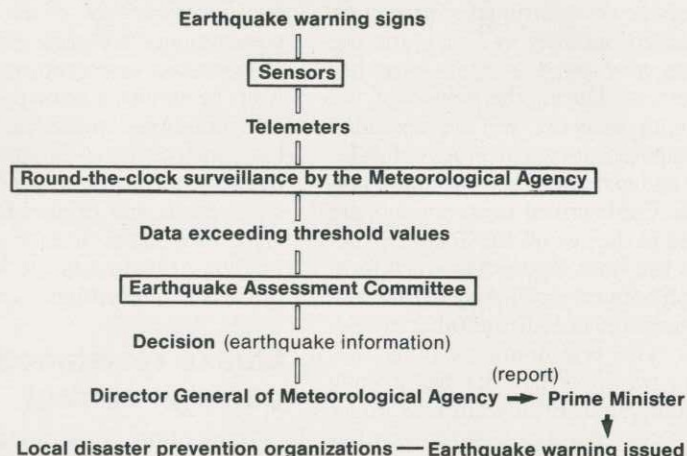 Earthquake warning signs
Sensors
Telemeters
Round-the-clock surveillance by the Meteorological Agency
Data exceeding threshold values
Earthquake Assessment Committee
Decision (earthquake information)
(report)
Director General of Meteorological Agency → Prime Minister
Local disaster prevention organizations — Earthquake warning issued